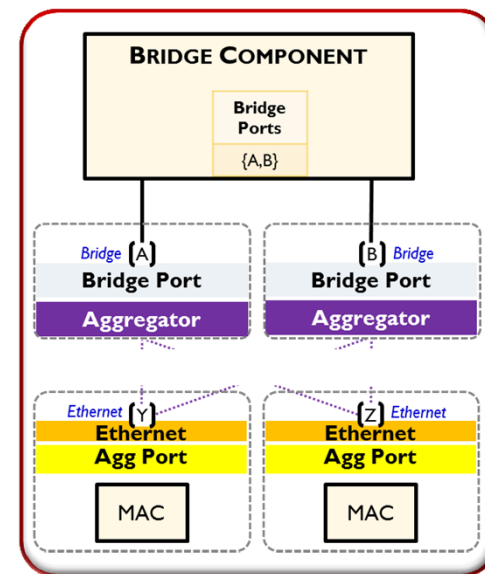 BRIDGE COMPONENT
Bridge
Ports
{A,B}
Bridge (A)
(B) Bridge
Bridge Port
Bridge Port
Aggregator
Aggregator
Ethernet (Y)
(Z) Ethernet
Ethernet
Ethernet
Agg Port
Agg Port
MAC
MAC